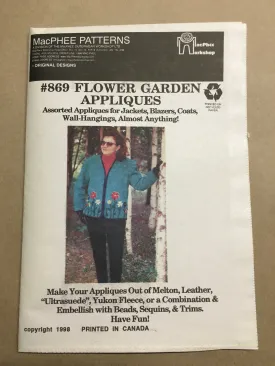 MacPHEE PATTERNS
MacPhee
Workshop
ORIGINAL DESIGNS
#869 FLOWER GARDEN
APPLIQUES
Assorted Appliques for Jackets, Blazers, Coats,
Wall-Hangings, Almost Anything!
Make Your Appliques Out of Melton, Leather,
"Ultrasuede", Yukon Fleece, or a Combination &
Embellish with Beads, Sequins, & Trims.
Have Fun!
copyright 1998 PRINTED IN CANADA